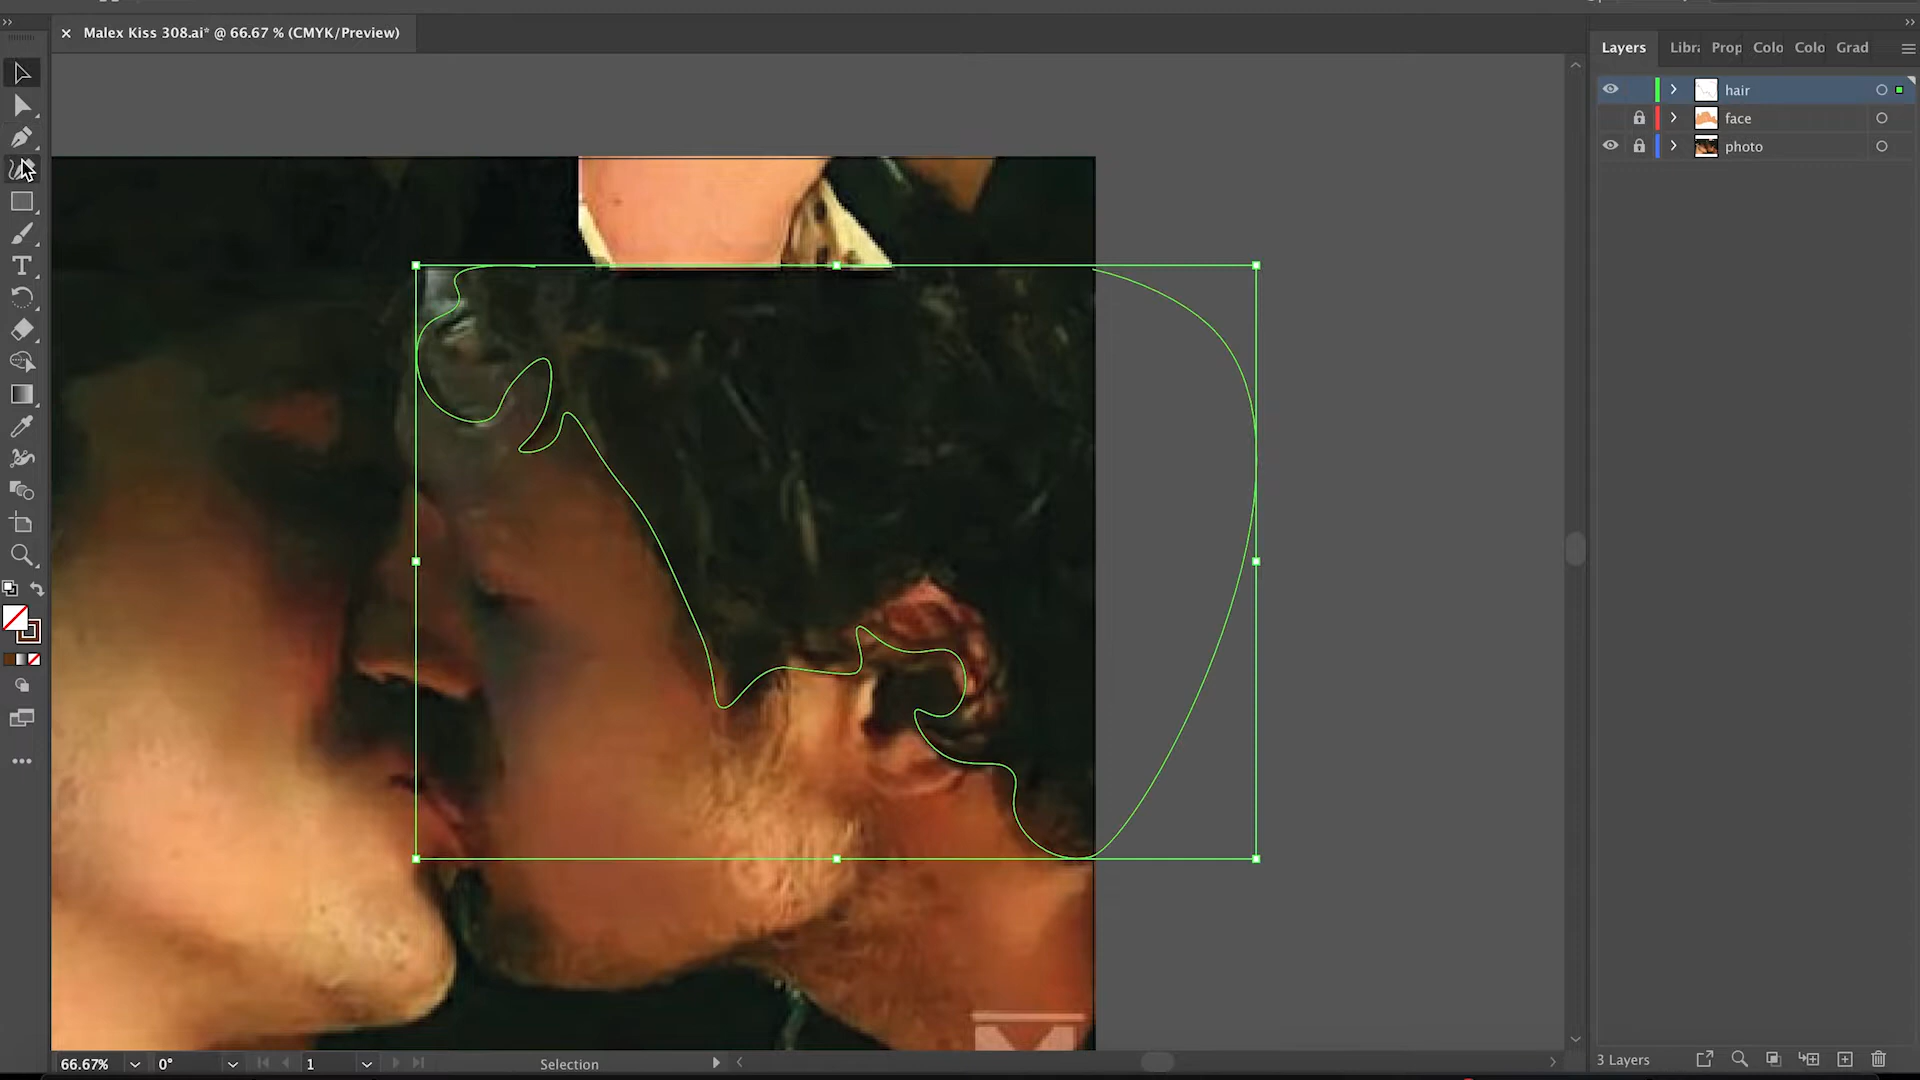 Malex Kiss 308.ai* @ 66.67 % (CMYK/Preview)
Layers
Libra
Prop
Colo
Colo
Grad
hair
face
photo
66.67%
0°
1
Selection
3 Layers